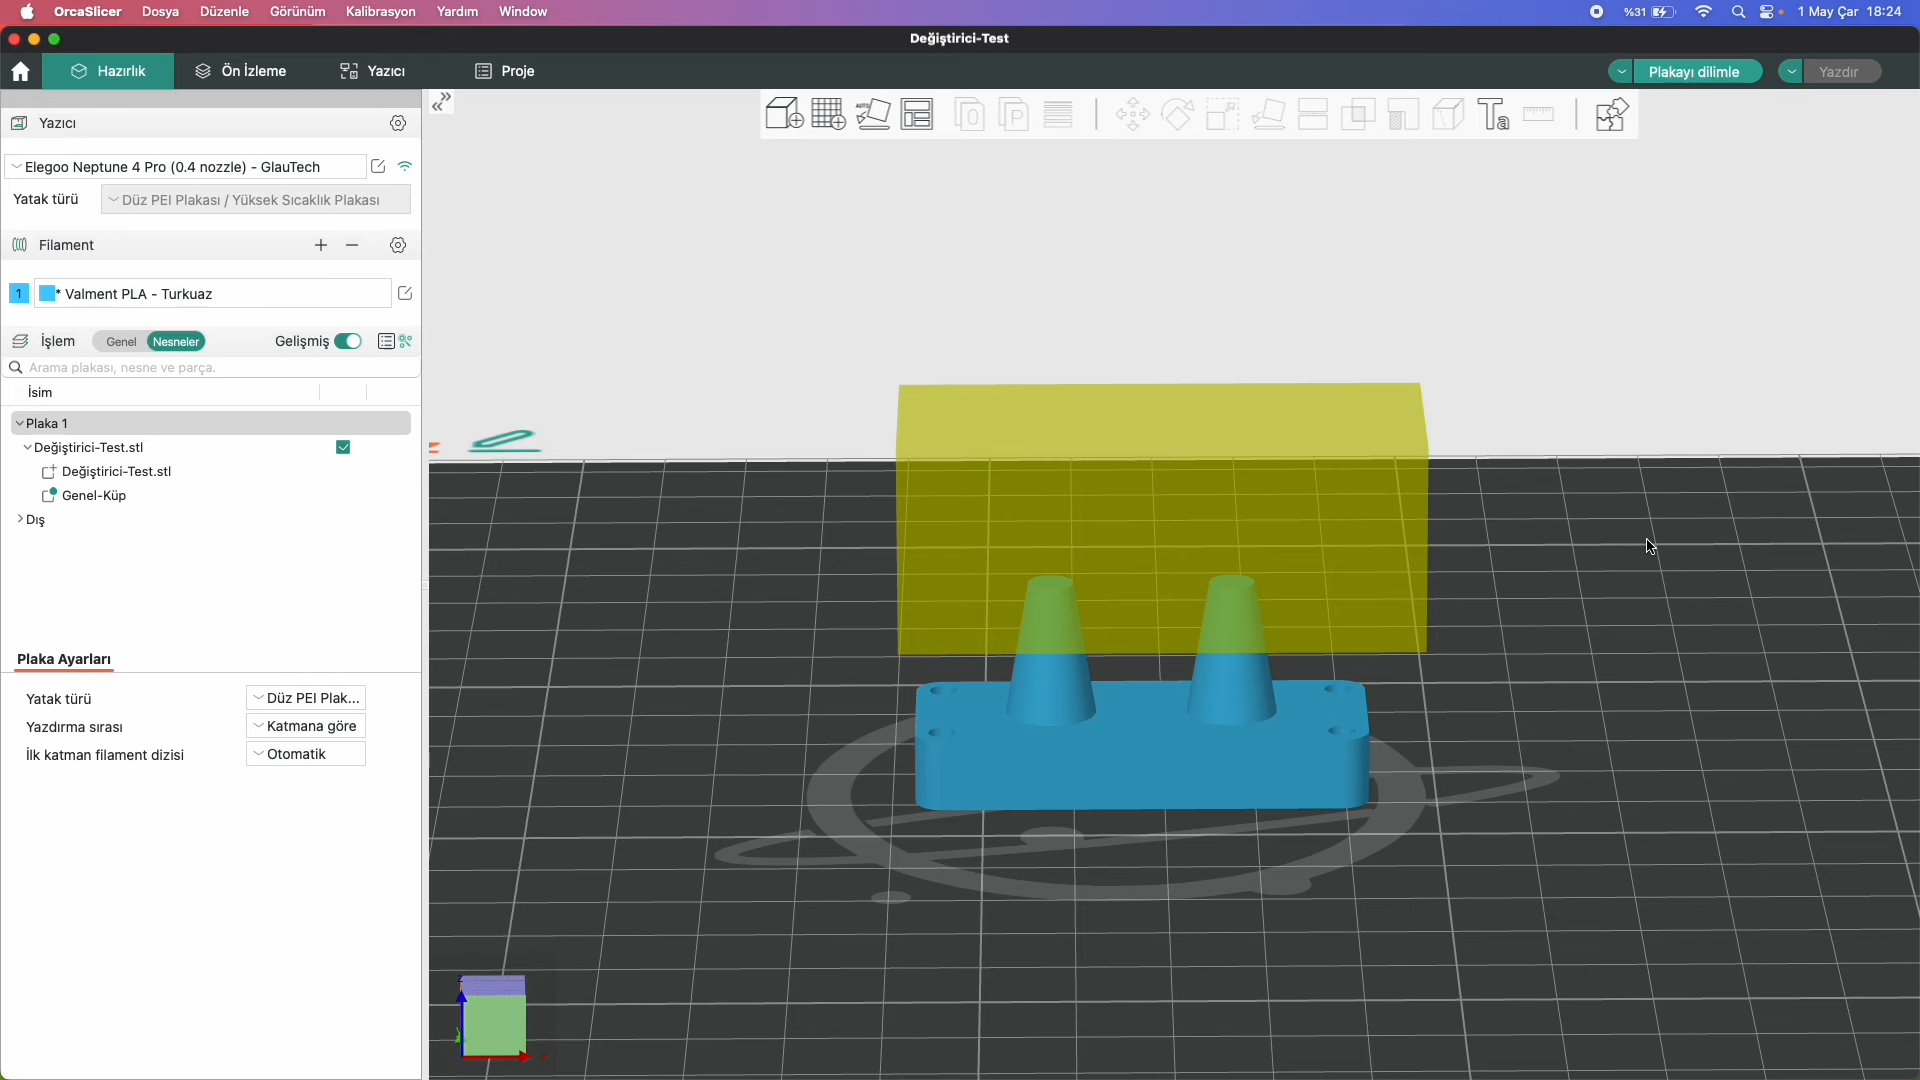 OrcaSlicer Dosya Düzenle Görünüm Kalibrasyon Yardım Window %31 1 May Çar 18:24
Değiştirici-Test
Hazırlık Ön İzleme Yazıcı Proje Plakayı dilimle Yazdır
Yazıcı
Elegoo Neptune 4 Pro (0.4 nozzle) - GlauTech
Yatak türü Düz PEI Plakası / Yüksek Sıcaklık Plakası
Filament
1 * Valment PLA - Turkuaz
İşlem Genel Nesneler Gelişmiş
Arama plakası, nesne ve parça.
İsim
Plaka 1
Değiştirici-Test.stl
Değiştirici-Test.stl
Genel-Küp
Dış
Plaka Ayarları
Yatak türü Düz PEI Plak...
Yazdırma sırası Katmana göre
İlk katman filament dizisi Otomatik
AUTO
Ta